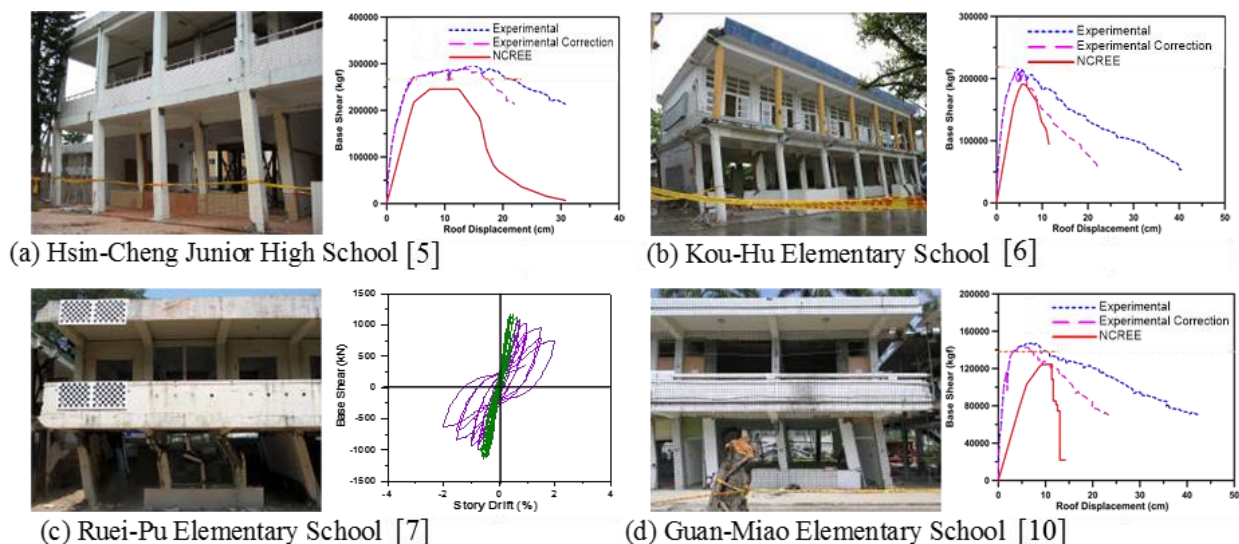 400000
300000
200000
100000
0
0 10 20 30 40
Base Shear (kgf)
Roof Displacement (cm)
Experimental
Experimental Correction
NCREE
300000
200000
100000
0
0 10 20 30 40 50
Base Shear (kgf)
Roof Displacement (cm)
Experimental
Experimental Correction
NCREE
(a) Hsin-Cheng Junior High School [5]
(b) Kou-Hu Elementary School [6]
1500
1000
500
0
-500
-1000
-1500
-4 -2 0 2 4
Base Shear (kN)
Story Drift (%)
200000
160000
120000
80000
40000
0
0 10 20 30 40 50
Base Shear (kgf)
Roof Displacement (cm)
Experimental
Experimental Correction
NCREE
(c) Ruei-Pu Elementary School [7]
(d) Guan-Miao Elementary School [10]